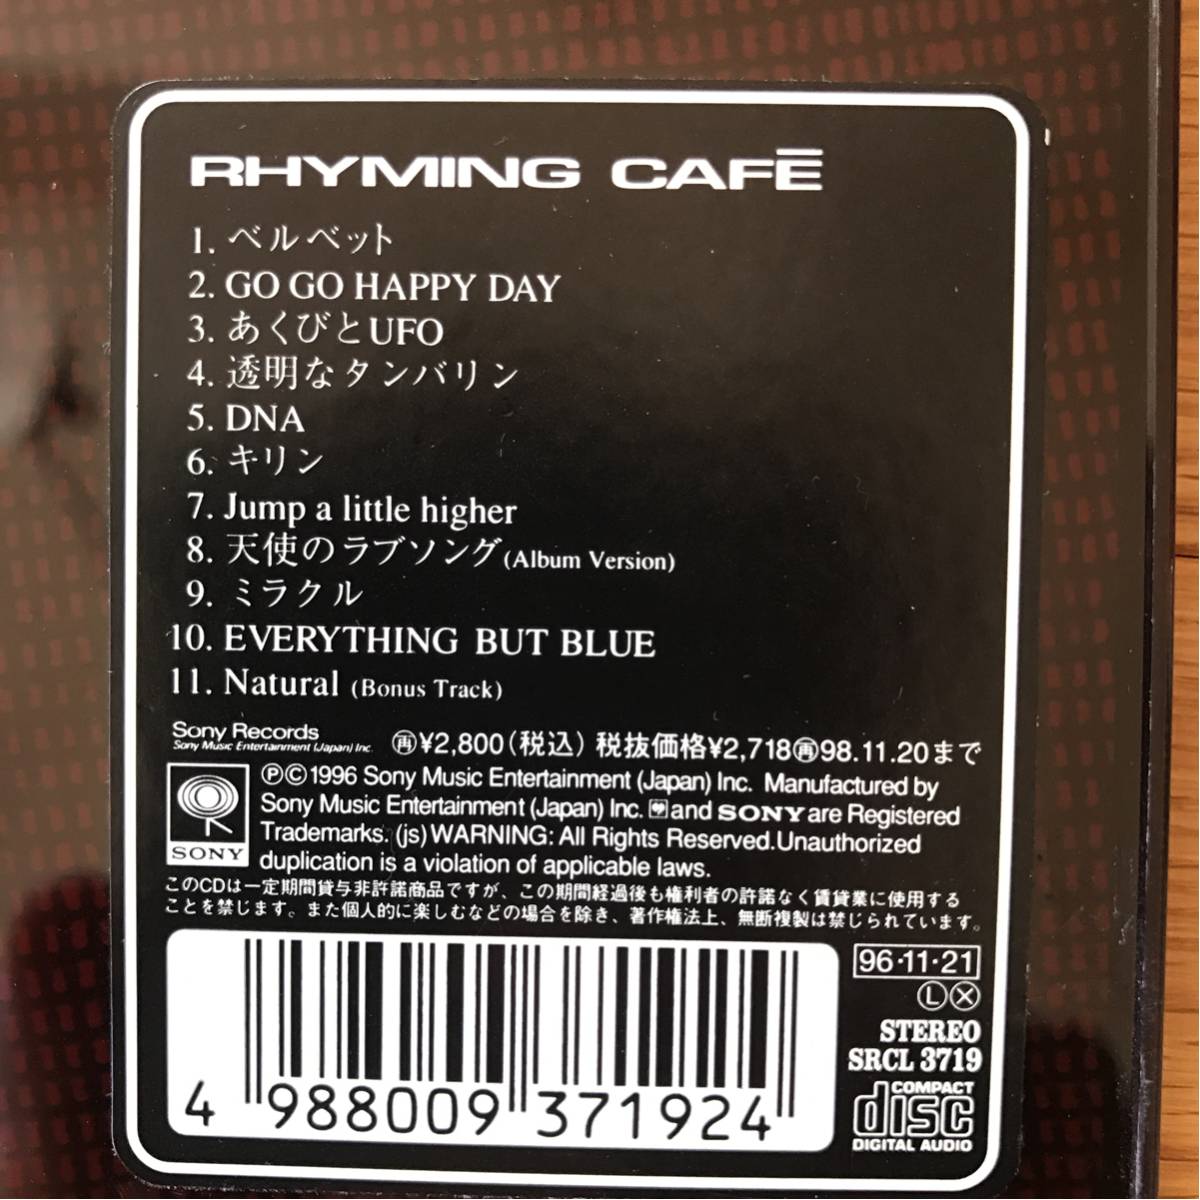 RHYMING CAFĒ
1. ベルベット
2. GO GO HAPPY DAY
3. あくびとUFO
4. 透明なタンバリン
5. DNA
6. キリン
7. Jump a little higher
8. 天使のラブソング(Album Version)
9. ミラクル
10. EVERYTHING BUT BLUE
11. Natural (Bonus Track)
Sony Records
Sony Music Entertainment (Japan) Inc.
㊞¥2,800(税込) 税抜価格¥2,718 再98.11.20まで
ⓅⒸ1996 Sony Music Entertainment (Japan) Inc. Manufactured by
Sony Music Entertainment (Japan) Inc. and SONY are Registered
Trademarks. (js) WARNING: All Rights Reserved.Unauthorized
duplication is a violation of applicable laws.
SONY
このCDは一定期間貸与非許諾商品ですが、この期間経過後も権利者の許諾なく賃貸業に使用する
ことを禁じます。また個人的に楽しむなどの場合を除き、著作権法上、無断複製は禁じられています。
96・11・21
Ⓛ Ⓧ
STEREO
SRCL 3719
COMPACT
disc
DIGITAL AUDIO
4 988009 371924